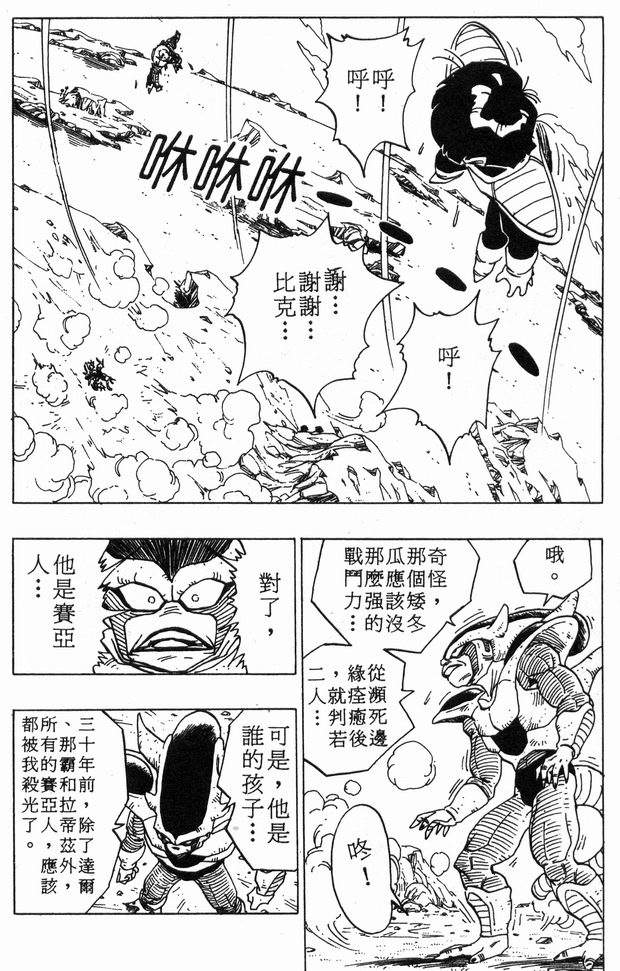 呼！
呼！
咻咻咻
謝…
謝謝…
比克…
呼！
哦。
奇怪，
那個矮冬
瓜應該沒
那麼强的
戰鬥力…
從瀕死邊
緣痊癒後
，就判若
二人…
咚！
對了，
他是賽亞
人…
可是，他是
誰的孩子…
三十年前，除了達爾
、那霸和拉蒂茲外，
所有的賽亞人，應該
都被我殺光了。